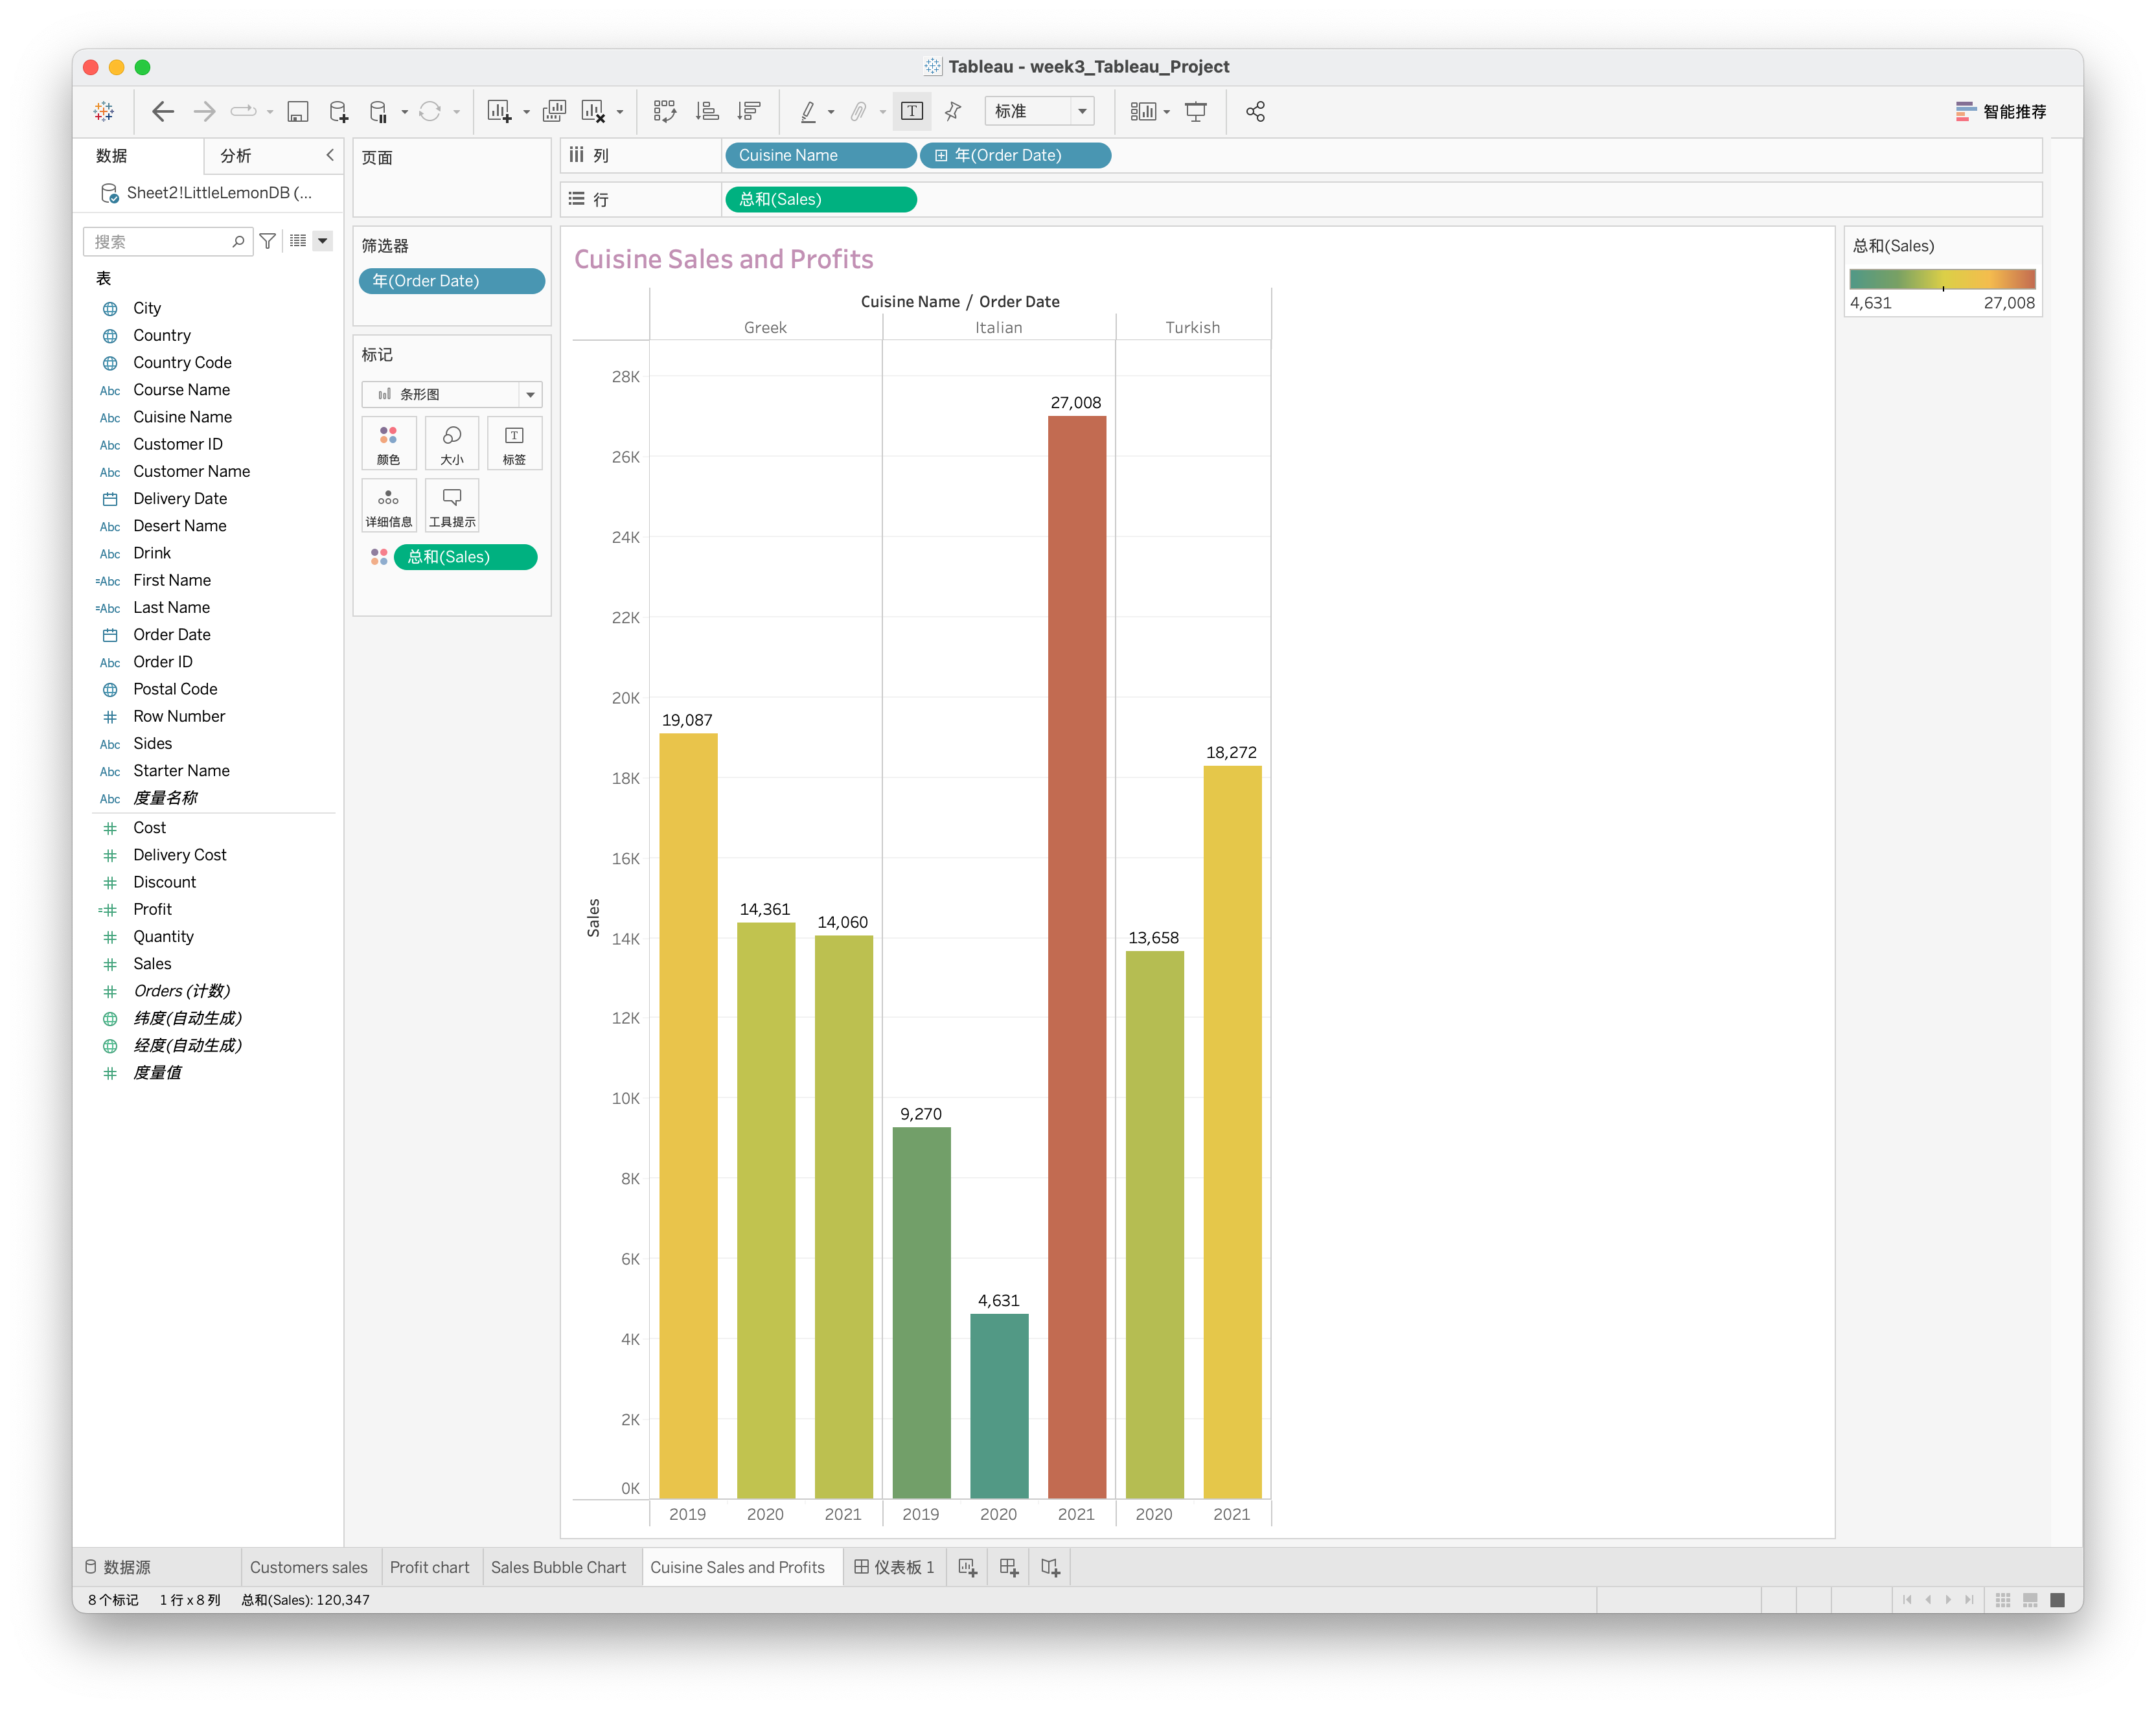 Tableau - week3_Tableau_Project
标准
智能推荐
数据
分析
Sheet2!LittleLemonDB (...
搜索
表
City
Country
Country Code
Abc Course Name
Abc Cuisine Name
Abc Customer ID
Abc Customer Name
Delivery Date
Abc Desert Name
Abc Drink
=Abc First Name
=Abc Last Name
Order Date
Abc Order ID
Postal Code
# Row Number
Abc Sides
Abc Starter Name
Abc 度量名称
# Cost
# Delivery Cost
# Discount
=# Profit
# Quantity
# Sales
# Orders (计数)
纬度(自动生成)
经度(自动生成)
# 度量值
页面
筛选器
年(Order Date)
标记
条形图
颜色
大小
标签
详细信息
工具提示
总和(Sales)
列
Cuisine Name
年(Order Date)
行
总和(Sales)
Cuisine Sales and Profits
Cuisine Name / Order Date
Greek
Italian
Turkish
28K
26K
24K
22K
20K
18K
16K
14K
12K
10K
8K
6K
4K
2K
0K
Sales
19,087
14,361
14,060
9,270
4,631
27,008
13,658
18,272
2019
2020
2021
2019
2020
2021
2020
2021
总和(Sales)
4,631
27,008
数据源
Customers sales
Profit chart
Sales Bubble Chart
Cuisine Sales and Profits
仪表板 1
8 个标记
1 行 x 8 列
总和(Sales): 120,347